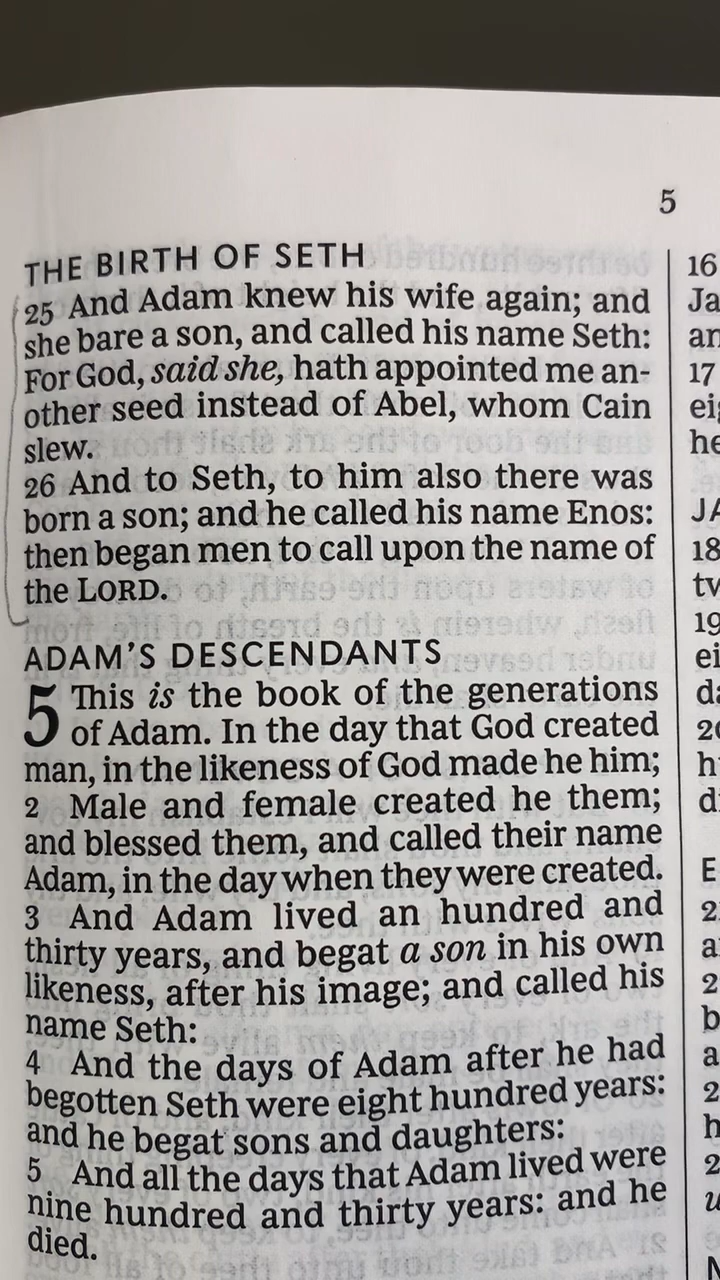 5
THE BIRTH OF SETH
25 And Adam knew his wife again; and
she bare a son, and called his name Seth:
For God, said she, hath appointed me an-
other seed instead of Abel, whom Cain
slew.
26 And to Seth, to him also there was
born a son; and he called his name Enos:
then began men to call upon the name of
the LORD.
ADAM'S DESCENDANTS
5 This is the book of the generations
of Adam. In the day that God created
man, in the likeness of God made he him;
2 Male and female created he them;
and blessed them, and called their name
Adam, in the day when they were created.
3 And Adam lived an hundred and
thirty years, and begat a son in his own
likeness, after his image; and called his
name Seth:
4 And the days of Adam after he had
begotten Seth were eight hundred years:
and he begat sons and daughters:
5 And all the days that Adam lived were
nine hundred and thirty years: and he
died.
16
17
18